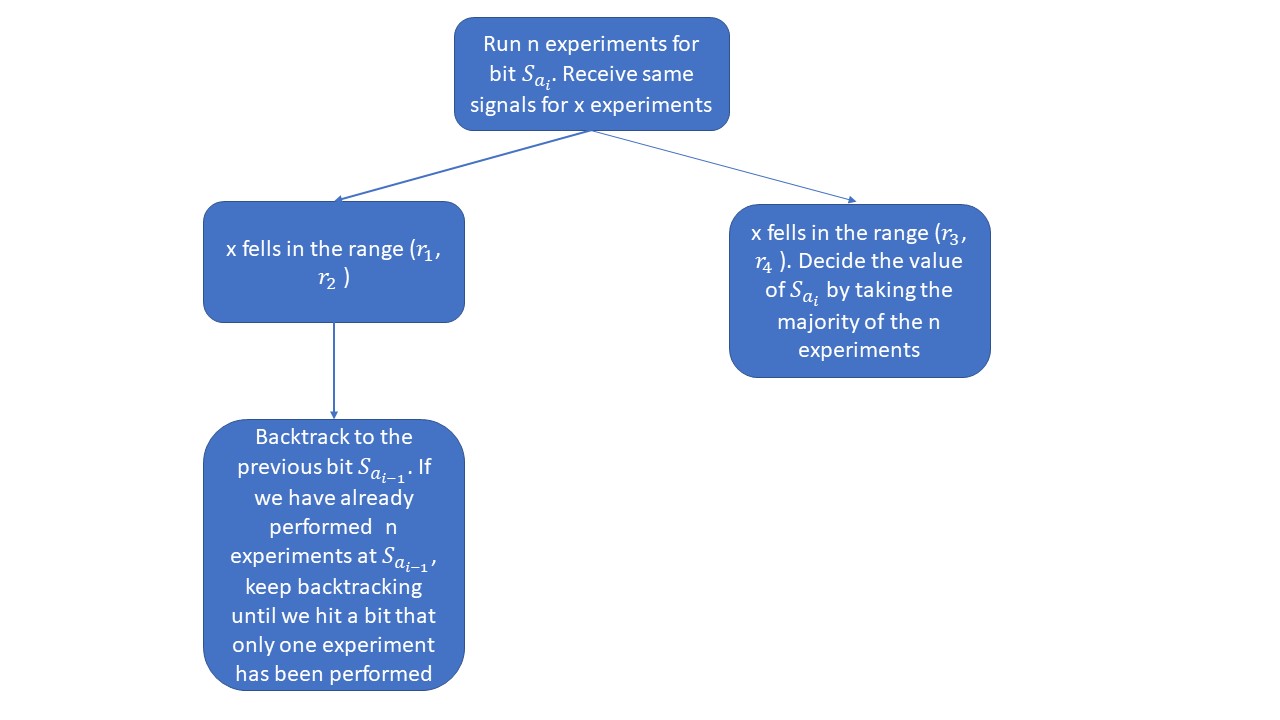 Run n experiments for
bit $S_{a_i}$. Receive same
signals for x experiments
x fells in the range ($r_1$,
$r_2$ )
x fells in the range ($r_3$,
$r_4$ ). Decide the value
of $S_{a_i}$ by taking the
majority of the n
experiments
Backtrack to the
previous bit $S_{a_{i-1}}$. If
we have already
performed n
experiments at $S_{a_{i-1}}$,
keep backtracking
until we hit a bit that
only one experiment
has been performed